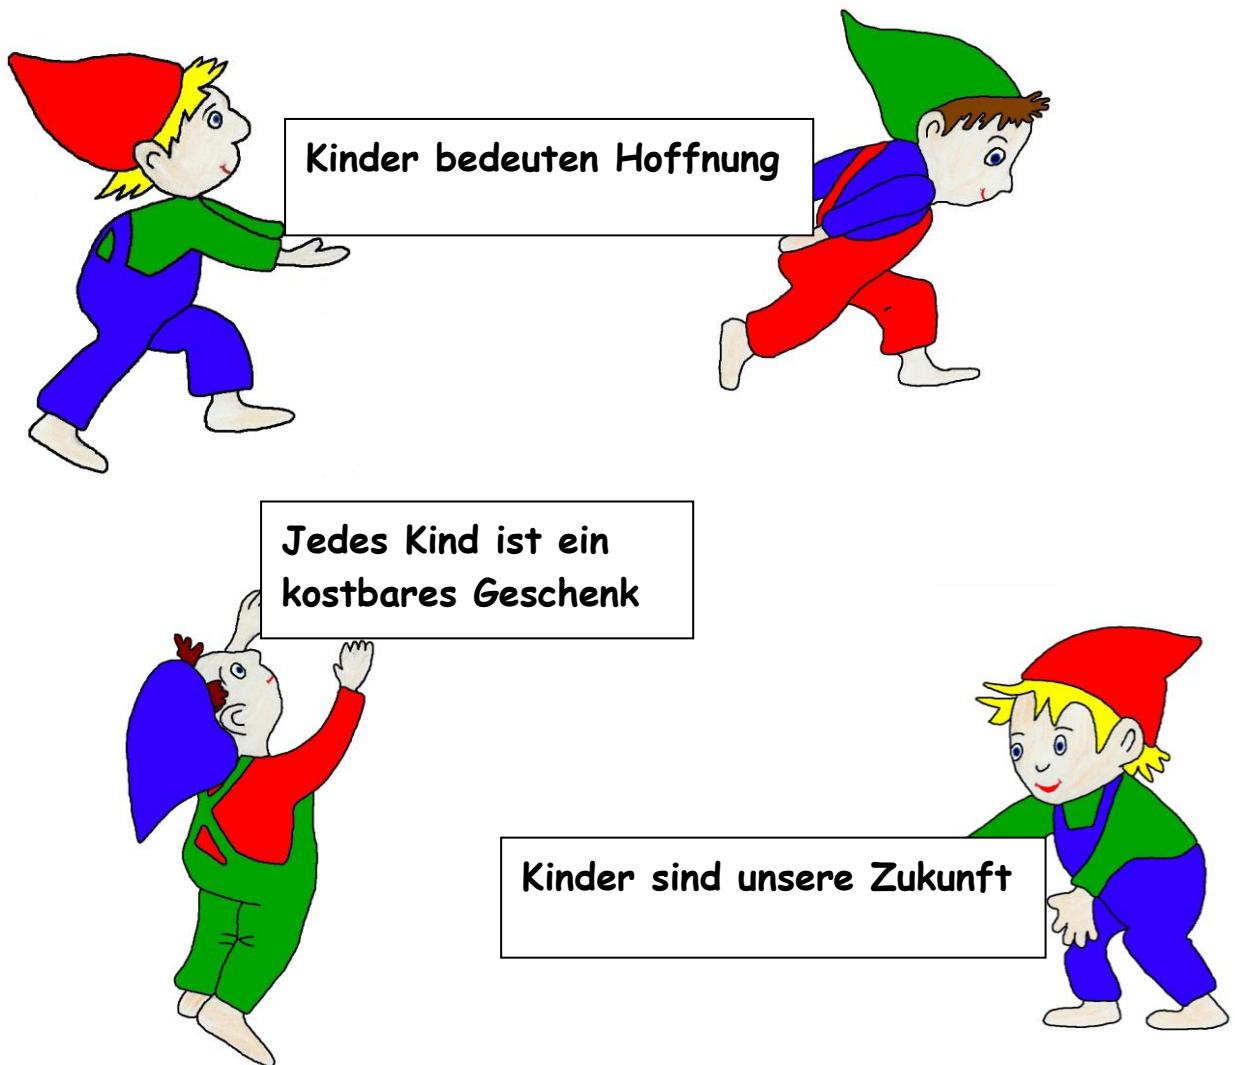 Kinder bedeuten Hoffnung
Jedes Kind ist ein
kostbares Geschenk
Kinder sind unsere Zukunft